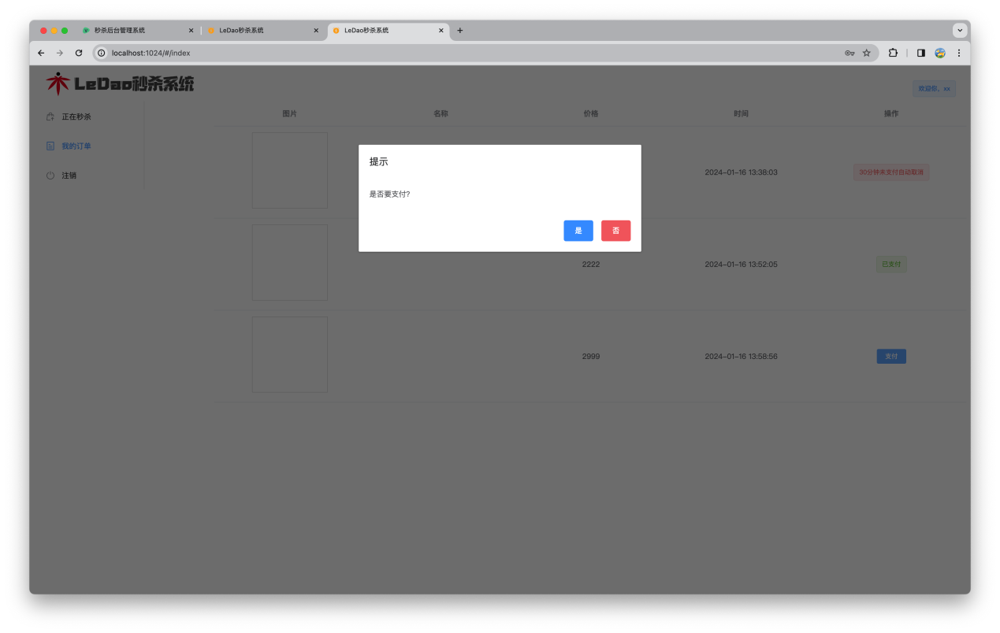 秒杀后台管理系统
LeDao秒杀系统
LeDao秒杀系统
localhost:1024/#/index
LeDao秒杀系统
欢迎你、xx
正在秒杀
我的订单
注销
图片 名称 价格 时间 操作
2024-01-16 13:38:03 30分钟未支付自动取消
提示
是否要支付?
是 否
2222 2024-01-16 13:52:05 已支付
2999 2024-01-16 13:58:56 支付